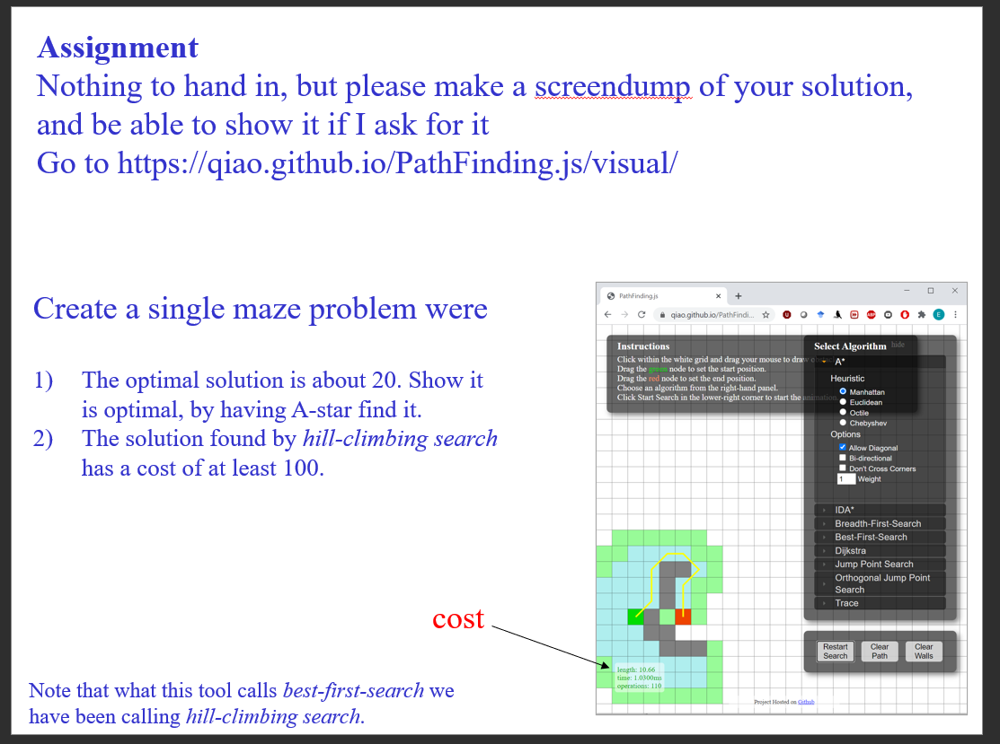 Assignment
Nothing to hand in, but please make a screendump of your solution,
and be able to show it if I ask for it
Go to https://qiao.github.io/PathFinding.js/visual/
Create a single maze problem were
1) The optimal solution is about 20. Show it
is optimal, by having A-star find it.
2) The solution found by hill-climbing search
has a cost of at least 100.
cost
Note that what this tool calls best-first-search we
have been calling hill-climbing search.
PathFinding.js
qiao.github.io/PathFindi...
Instructions
Click within the white grid and drag your mouse to draw
Drag the green node to set the start position.
Drag the red node to set the end position.
Choose an algorithm from the right-hand panel.
Click Start Search in the lower-right corner to start the animation.
Select Algorithm
hide
A*
Heuristic
Manhattan
Euclidean
Octile
Chebyshev
Options
Allow Diagonal
Bi-directional
Don't Cross Corners
1 Weight
IDA*
Breadth-First-Search
Best-First-Search
Dijkstra
Jump Point Search
Orthogonal Jump Point
Search
Trace
Restart
Search
Clear
Path
Clear
Walls
length: 10.66
time: 1.0300ms
operations: 110
Project Hosted on Github